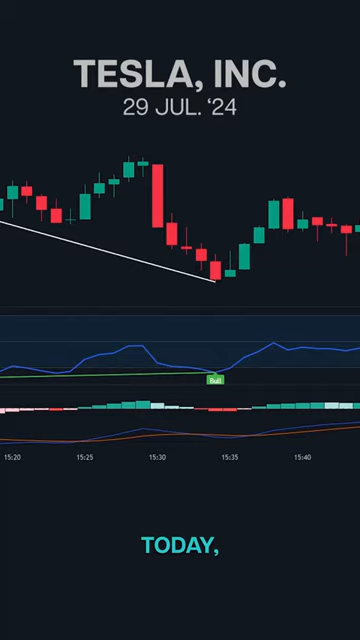 TESLA, INC.
29 JUL. ‘24
Bull
15:20 15:25 15:30 15:35 15:40
TODAY,